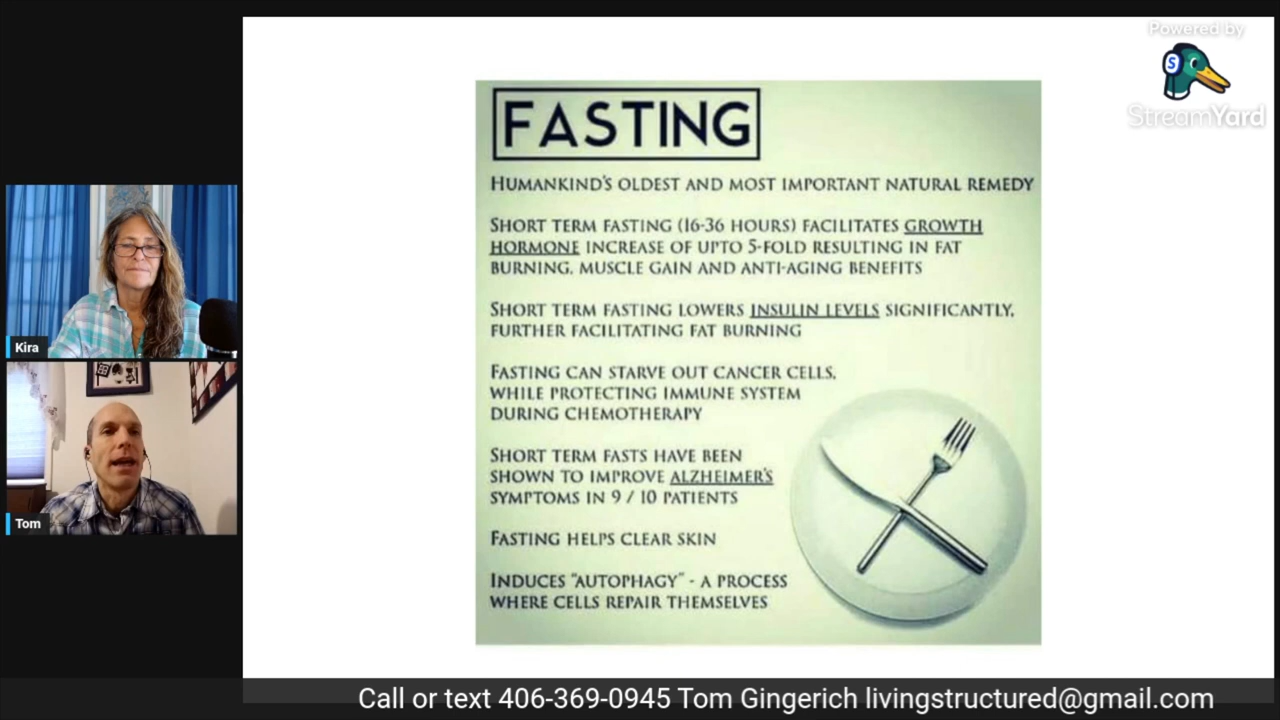 Powered by
StreamYard
Kira
Tom
FASTING
HUMANKIND'S OLDEST AND MOST IMPORTANT NATURAL REMEDY
SHORT TERM FASTING (16-36 HOURS) FACILITATES GROWTH
HORMONE INCREASE OF UPTO 5-FOLD RESULTING IN FAT
BURNING, MUSCLE GAIN AND ANTI-AGING BENEFITS
SHORT TERM FASTING LOWERS INSULIN LEVELS SIGNIFICANTLY,
FURTHER FACILITATING FAT BURNING
FASTING CAN STARVE OUT CANCER CELLS,
WHILE PROTECTING IMMUNE SYSTEM
DURING CHEMOTHERAPY
SHORT TERM FASTS HAVE BEEN
SHOWN TO IMPROVE ALZHEIMER'S
SYMPTOMS IN 9 / 10 PATIENTS
FASTING HELPS CLEAR SKIN
INDUCES "AUTOPHAGY" - A PROCESS
WHERE CELLS REPAIR THEMSELVES
Call or text 406-369-0945 Tom Gingerich livingstructured@gmail.com